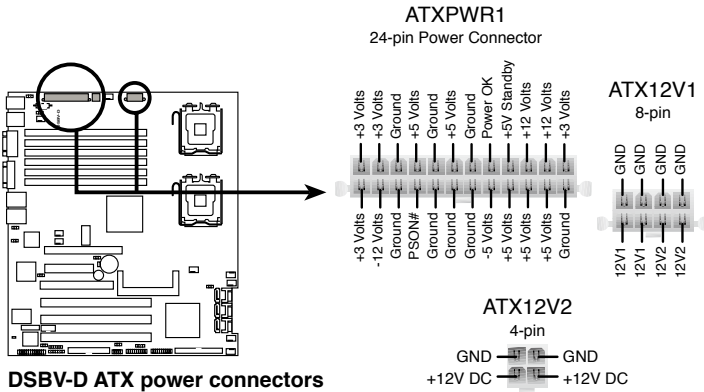 ATXPWR1
24-pin Power Connector
+3 Volts
+3 Volts
Ground
+5 Volts
Ground
+5 Volts
Ground
Power OK
+5V Standby
+12 Volts
+12 Volts
+3 Volts
+3 Volts
-12 Volts
Ground
PSON#
Ground
Ground
Ground
-5 Volts
+5 Volts
+5 Volts
+5 Volts
Ground
ATX12V1
8-pin
GND
GND
GND
GND
12V1
12V1
12V2
12V2
ATX12V2
4-pin
GND
GND
+12V DC
+12V DC
DSBV-D ATX power connectors